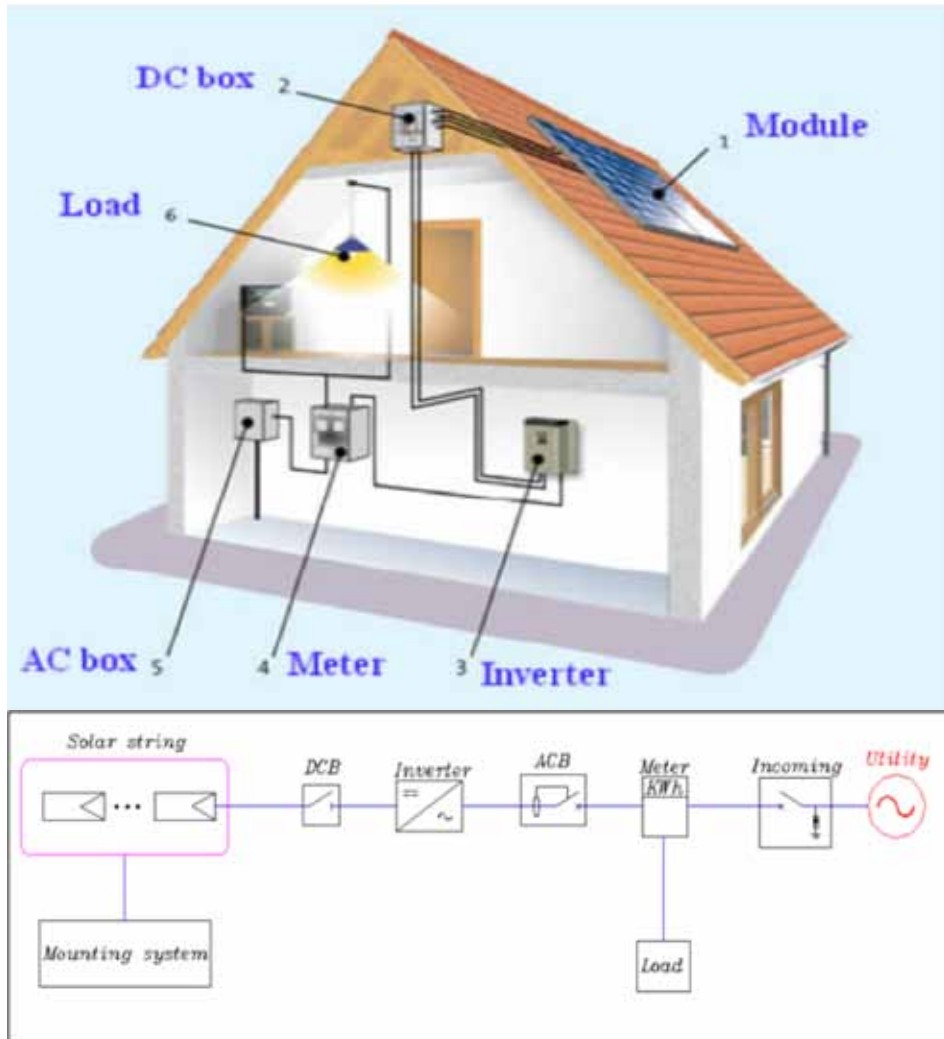 DC box 2
1 Module
Load 6
AC box 5
4 Meter
3 Inverter
Solar string
DCB
Inverter
ACB
Meter
KWh
Incoming
Utility
Mounting system
Load